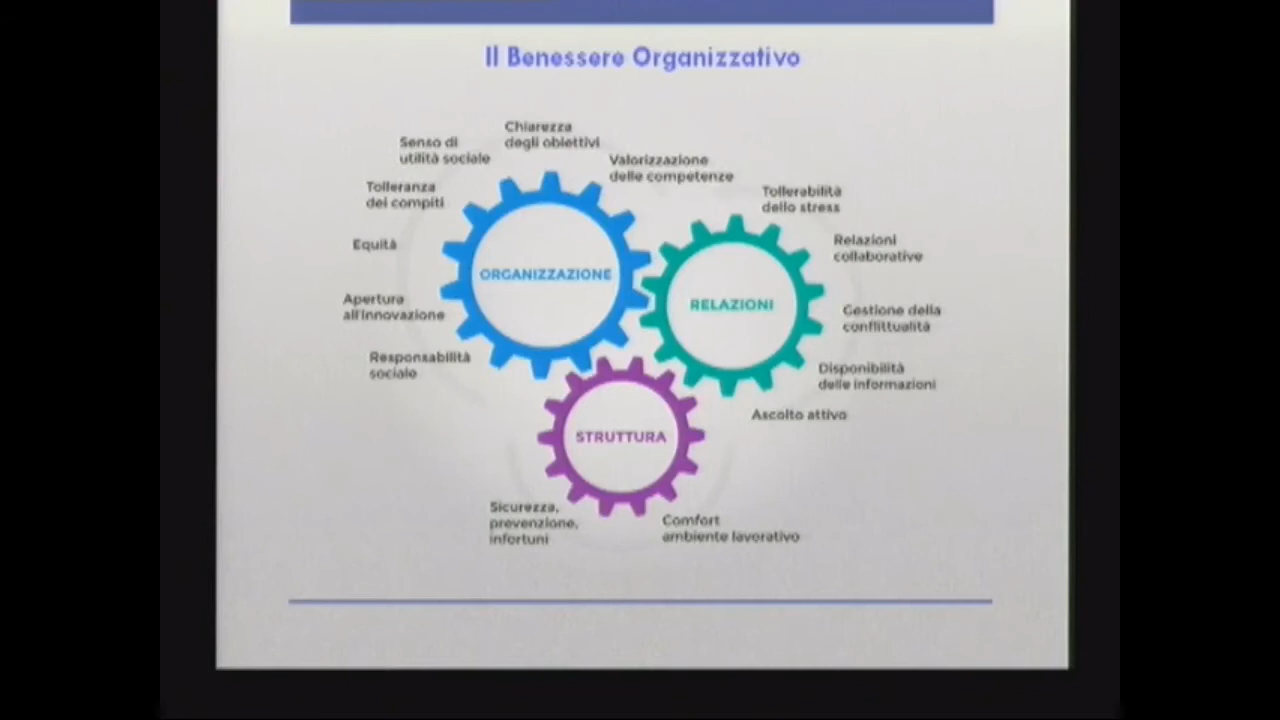 Il Benessere Organizzativo
Chiarezza
degli obiettivi
Senso di
utilità sociale
Valorizzazione
delle competenze
Tolleranza
dei compiti
Tollerabilità
dello stress
Equità
Relazioni
collaborative
ORGANIZZAZIONE
RELAZIONI
Apertura
all'innovazione
Gestione della
conflittualità
Responsabilità
sociale
Disponibilità
delle informazioni
Ascolto attivo
STRUTTURA
Sicurezza,
prevenzione,
infortuni
Comfort
ambiente lavorativo